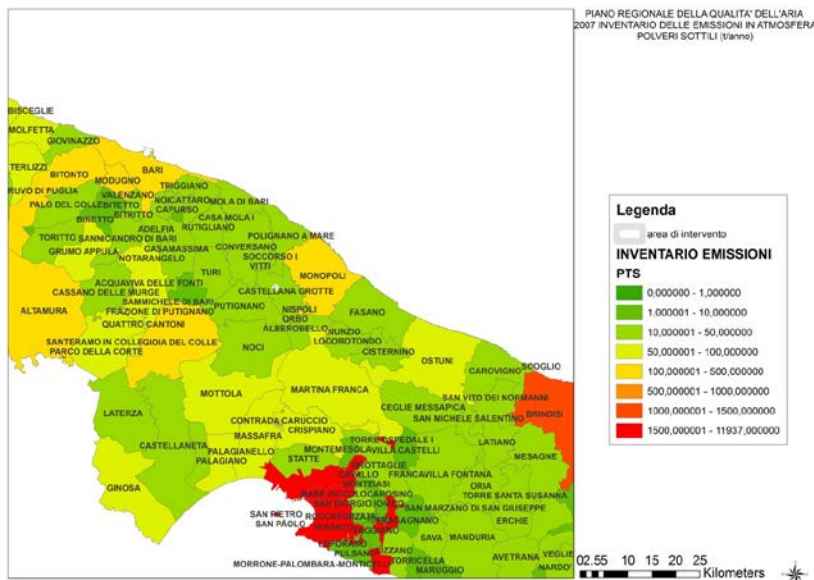 PIANO REGIONALE DELLA QUALITA' DELL'ARIA
2007 INVENTARIO DELLE EMISSIONI IN ATMOSFERA
POLVERI SOTTILI (t/anno)
BISCEGLIE
MOLFETTA
GIOVINAZZO
TERLIZZI
BITONTO
BARI
MODUGNO
TRIGGIANO
RUVO DI PUGLIA
VALENZANO
NOICATTARO
MOLA DI BARI
PALO DEL COLLE
BITETTO
CAPURSO
BINETTO
BITRITTO
CASA MOLA I
RUTIGLIANO
TORITTO
SANNICANDRO DI BARI
ADELFIA
POLIGNANO A MARE
GRUMO APPULA
CASAMASSIMA
CONVERSANO
NOTARANGELO
SOCCORSO I
VITTI
TURI
MONOPOLI
ACQUAVIVA DELLE FONTI
CASTELLANA GROTTE
CASSANO DELLE MURGE
ALTAMURA
SAMMICHELE DI BARI
PUTIGNANO
FRAZIONE DI PUTIGNANO
NISPOLI
ORBO
FASANO
QUATTRO CANTONI
ALBEROBELLO
NUNZIO
LOCOROTONDO
SANTERAMO IN COLLE
GIOIA DEL COLLE
PARCO DELLA CORTE
NOCI
CISTERNINO
OSTUNI
CAROVIGNO
SCOGLIO
MOTTOLA
MARTINA FRANCA
CEGLIE MESSAPICA
SAN VITO DEI NORMANNI
SAN MICHELE SALENTINO
BRINDISI
LATERZA
CONTRADA CARUCCIO
CRISPIANO
MASSAFRA
LATIANO
CASTELLANETA
PALAGIANELLO
PALAGIANO
STATTE
MONTEMESOLA
VILLA CASTELLI
MESAGNE
GINOSA
GROTTAGLIE
FRANCAVILLA FONTANA
MONTEIASI
ORIA
TORRE SANTA SUSANNA
CAROSINO
SAN GIORGIO IONICO
SAN MARZANO DI SAN GIUSEPPE
SAN PIETRO
SAN PAOLO
ROCCAFORZATA
ERCHIE
SAVA
MANDURIA
LEPORANO
PULSANO
LIZZANO
TORRICELLA
AVETRANA
VEGLIE
MORRONE-PALOMBARA-MONTICELLI
MARUGGIO
NARDO'
Legenda
area di intervento
INVENTARIO EMISSIONI
PTS
0,000000 - 1,000000
1,000001 - 10,000000
10,000001 - 50,000000
50,000001 - 100,000000
100,000001 - 500,000000
500,000001 - 1000,000000
1000,000001 - 1500,000000
1500,000001 - 11937,000000
02.55 10 15 20 25
Kilometers